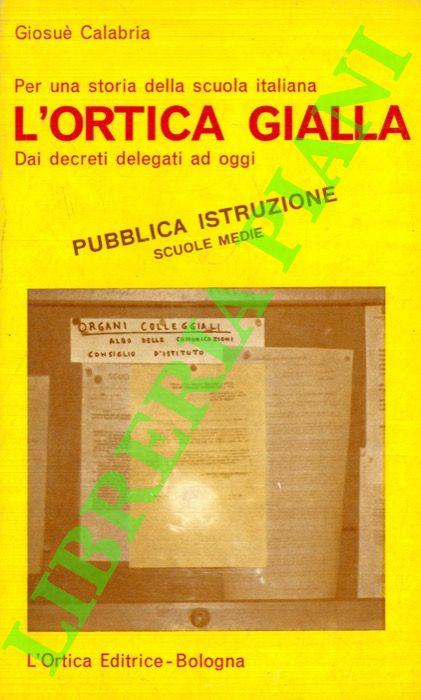 Giosuè Calabria
Per una storia della scuola italiana
L'ORTICA GIALLA
Dai decreti delegati ad oggi
PUBBLICA ISTRUZIONE
SCUOLE MEDIE
ORGANI COLLEGGIALI
ALBO DELLE COMUNICAZIONI
CONSIGLIO D'ISTITUTO
LIBRERIA PIANI
L'Ortica Editrice-Bologna